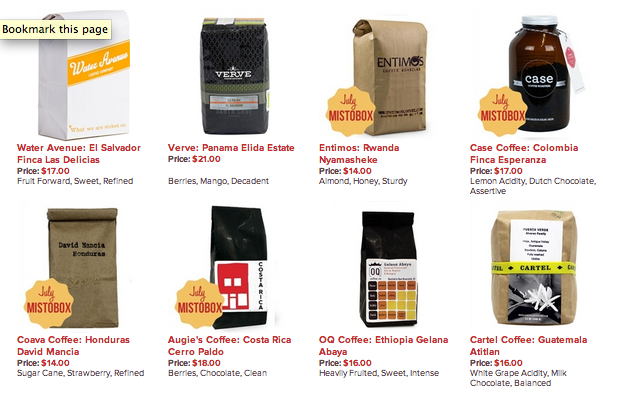 Bookmark this page
Water Avenue
VERVE
ENTIMOS
COFFEE ROASTERS
case
July
MISTOBOX
July
MISTOBOX
Water Avenue: El Salvador
Finca Las Delicias
Price: $17.00
Fruit Forward, Sweet, Refined
Verve: Panama Elida Estate
Price: $21.00
Berries, Mango, Decadent
Entimos: Rwanda
Nyamasheke
Price: $14.00
Almond, Honey, Sturdy
Case Coffee: Colombia
Finca Esperanza
Price: $17.00
Lemon Acidity, Dutch Chocolate,
Assertive
David Mancia
Honduras
July
MISTOBOX
COSTA RICA
July
MISTOBOX
OQ
Gelana Abaya
CARTEL
Coava Coffee: Honduras
David Mancia
Price: $14.00
Sugar Cane, Strawberry, Refined
Augie's Coffee: Costa Rica
Cerro Paldo
Price: $18.00
Berries, Chocolate, Clean
OQ Coffee: Ethiopia Gelana
Abaya
Price: $16.00
Heavily Fruited, Sweet, Intense
Cartel Coffee: Guatemala
Atitlan
Price: $16.00
White Grape Acidity, Milk
Chocolate, Balanced